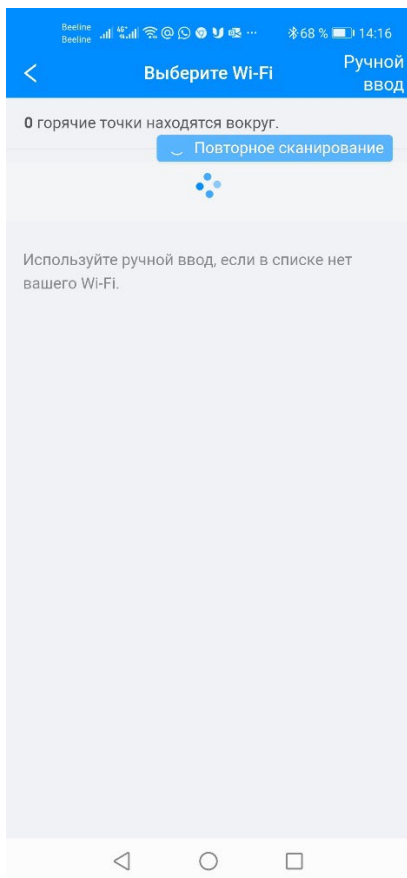 Beeline
Beeline
46+
68 % 14:16
Выберите Wi-Fi
Ручной
ввод
0 горячие точки находятся вокруг.
Повторное сканирование
Используйте ручной ввод, если в списке нет
вашего Wi-Fi.